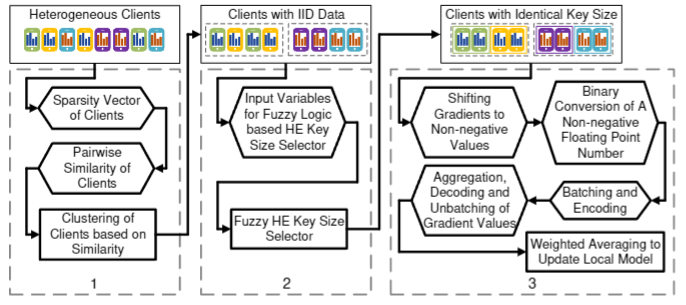 Heterogeneous Clients
Sparsity Vector
of Clients
Pairwise
Similarity of
Clients
Clustering of
Clients based on
Similarity
1
Clients with IID Data
Input Variables
for Fuzzy Logic
based HE Key
Size Selector
Fuzzy HE Key Size
Selector
2
Clients with Identical Key Size
Shifting
Gradients to
Non-negative
Values
Binary
Conversion of A
Non-negative
Floating Point
Number
Batching and
Encoding
Aggregation,
Decoding and
Unbatching of
Gradient Values
Weighted Averaging to
Update Local Model
3